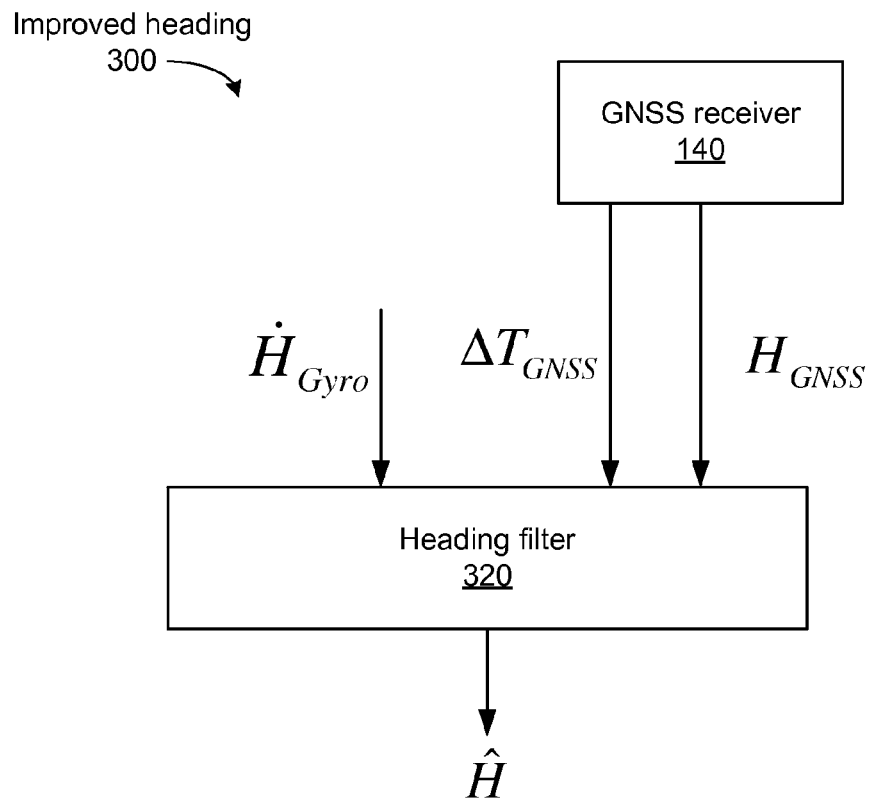 Improved heading
300
GNSS receiver
140
Ḣ_Gyro
ΔT_GNSS
H_GNSS
Heading filter
320
Ĥ